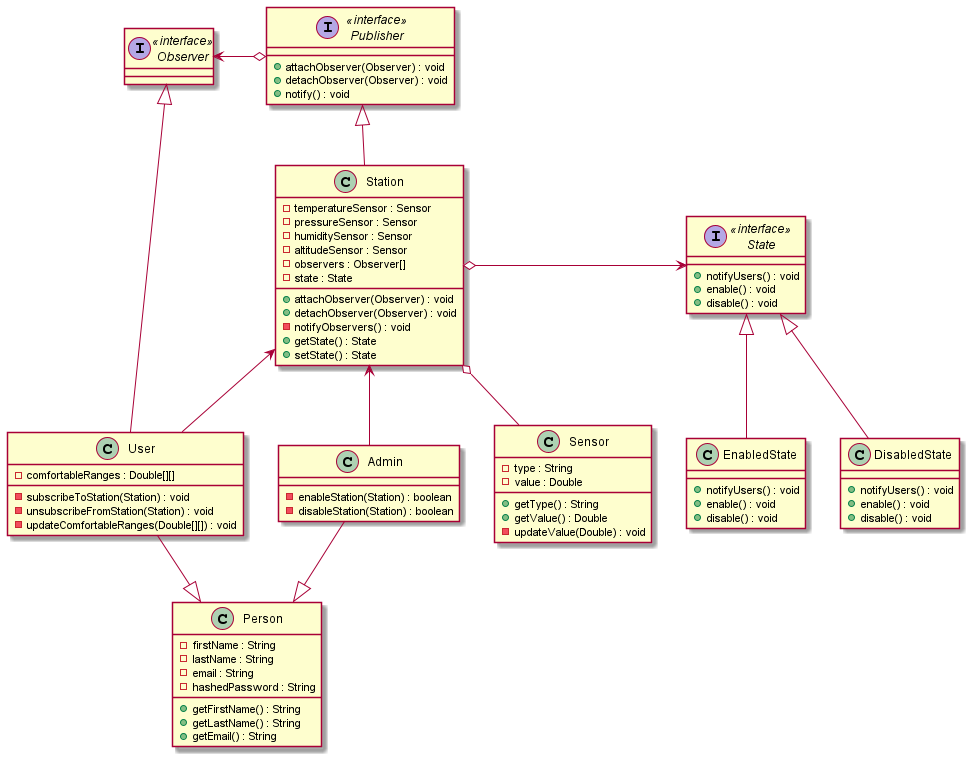 I
«interface»
Observer
I
«interface»
Publisher
attachObserver(Observer) : void
detachObserver(Observer) : void
notify() : void
C
Station
temperatureSensor : Sensor
pressureSensor : Sensor
humiditySensor : Sensor
altitudeSensor : Sensor
observers : Observer[]
state : State
attachObserver(Observer) : void
detachObserver(Observer) : void
notifyObservers() : void
getState() : State
setState() : State
I
«interface»
State
notifyUsers() : void
enable() : void
disable() : void
C
User
comfortableRanges : Double[][]
subscribeToStation(Station) : void
unsubscribeFromStation(Station) : void
updateComfortableRanges(Double[][]) : void
C
Admin
enableStation(Station) : boolean
disableStation(Station) : boolean
C
Sensor
type : String
value : Double
getType() : String
getValue() : Double
updateValue(Double) : void
C
EnabledState
notifyUsers() : void
enable() : void
disable() : void
C
DisabledState
notifyUsers() : void
enable() : void
disable() : void
C
Person
firstName : String
lastName : String
email : String
hashedPassword : String
getFirstName() : String
getLastName() : String
getEmail() : String